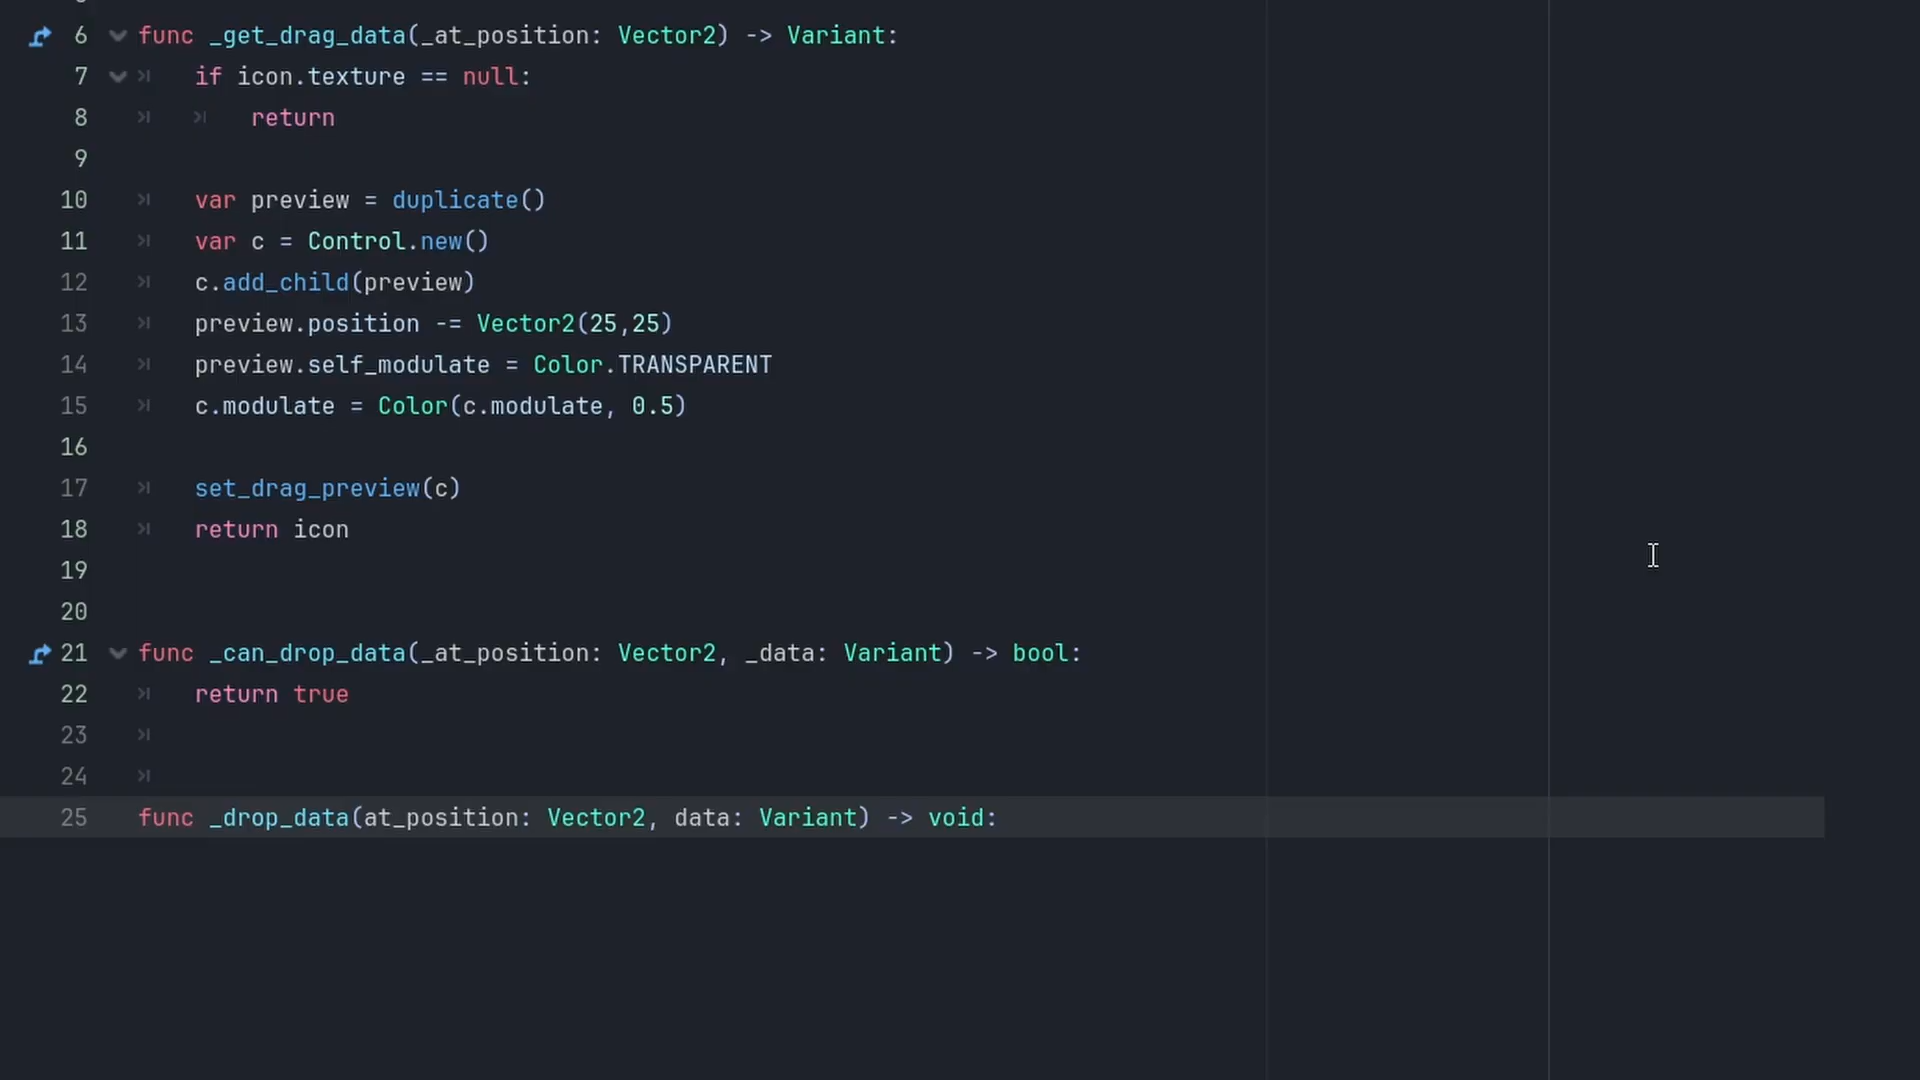 6 func _get_drag_data(_at_position: Vector2) -> Variant:
7 if icon.texture == null:
8 return
9
10 var preview = duplicate()
11 var c = Control.new()
12 c.add_child(preview)
13 preview.position -= Vector2(25,25)
14 preview.self_modulate = Color.TRANSPARENT
15 c.modulate = Color(c.modulate, 0.5)
16
17 set_drag_preview(c)
18 return icon
19
20
21 func _can_drop_data(_at_position: Vector2, _data: Variant) -> bool:
22 return true
23
24
25 func _drop_data(at_position: Vector2, data: Variant) -> void: